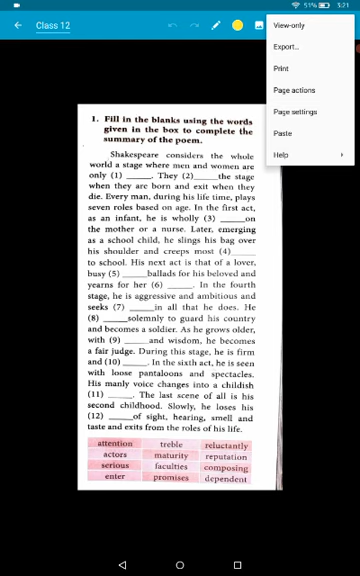 51% 3:21
Class 12
View-only
Export...
Print
Page actions
Page settings
Paste
Help
1. Fill in the blanks using the words
given in the box to complete the
summary of the poem.
Shakespeare considers the whole
world a stage where men and women are
only (1) _____. They (2)_____the stage
when they are born and exit when they
die. Every man, during his life time, plays
seven roles based on age. In the first act,
as an infant, he is wholly (3) _____on
the mother or a nurse. Later, emerging
as a school child, he slings his bag over
his shoulder and creeps most (4)_____
to school. His next act is that of a lover,
busy (5) _____ballads for his beloved and
yearns for her (6) _____. In the fourth
stage, he is aggressive and ambitious and
seeks (7) _____in all that he does. He
(8) _____solemnly to guard his country
and becomes a soldier. As he grows older,
with (9) _____and wisdom, he becomes
a fair judge. During this stage, he is firm
and (10) _____. In the sixth act, he is seen
with loose pantaloons and spectacles.
His manly voice changes into a childish
(11) _____. The last scene of all is his
second childhood. Slowly, he loses his
(12) _____of sight, hearing, smell and
taste and exits from the roles of his life.
attention treble reluctantly
actors maturity reputation
serious faculties composing
enter promises dependent